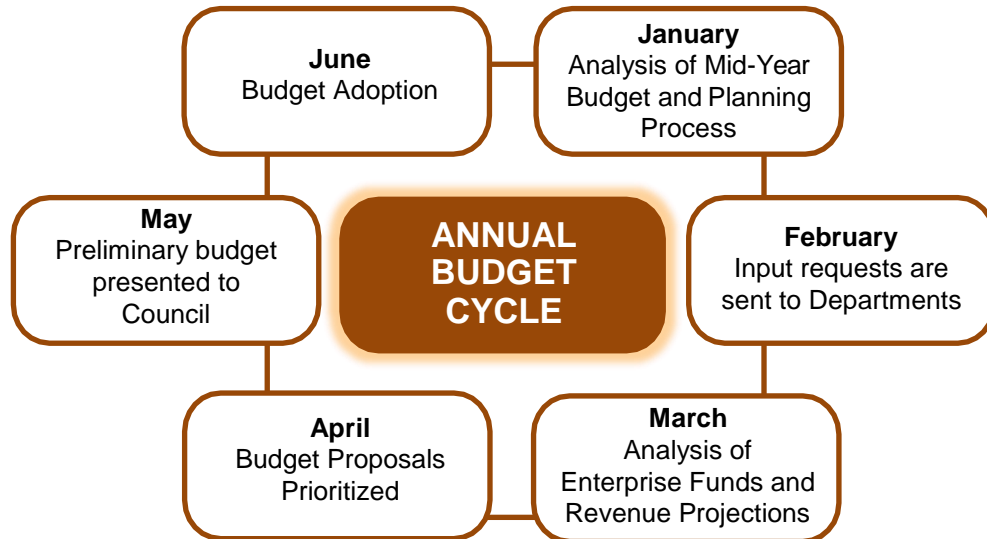 June
Budget Adoption
January
Analysis of Mid-Year
Budget and Planning
Process
May
Preliminary budget
presented to
Council
ANNUAL
BUDGET
CYCLE
February
Input requests are
sent to Departments
April
Budget Proposals
Prioritized
March
Analysis of
Enterprise Funds and
Revenue Projections